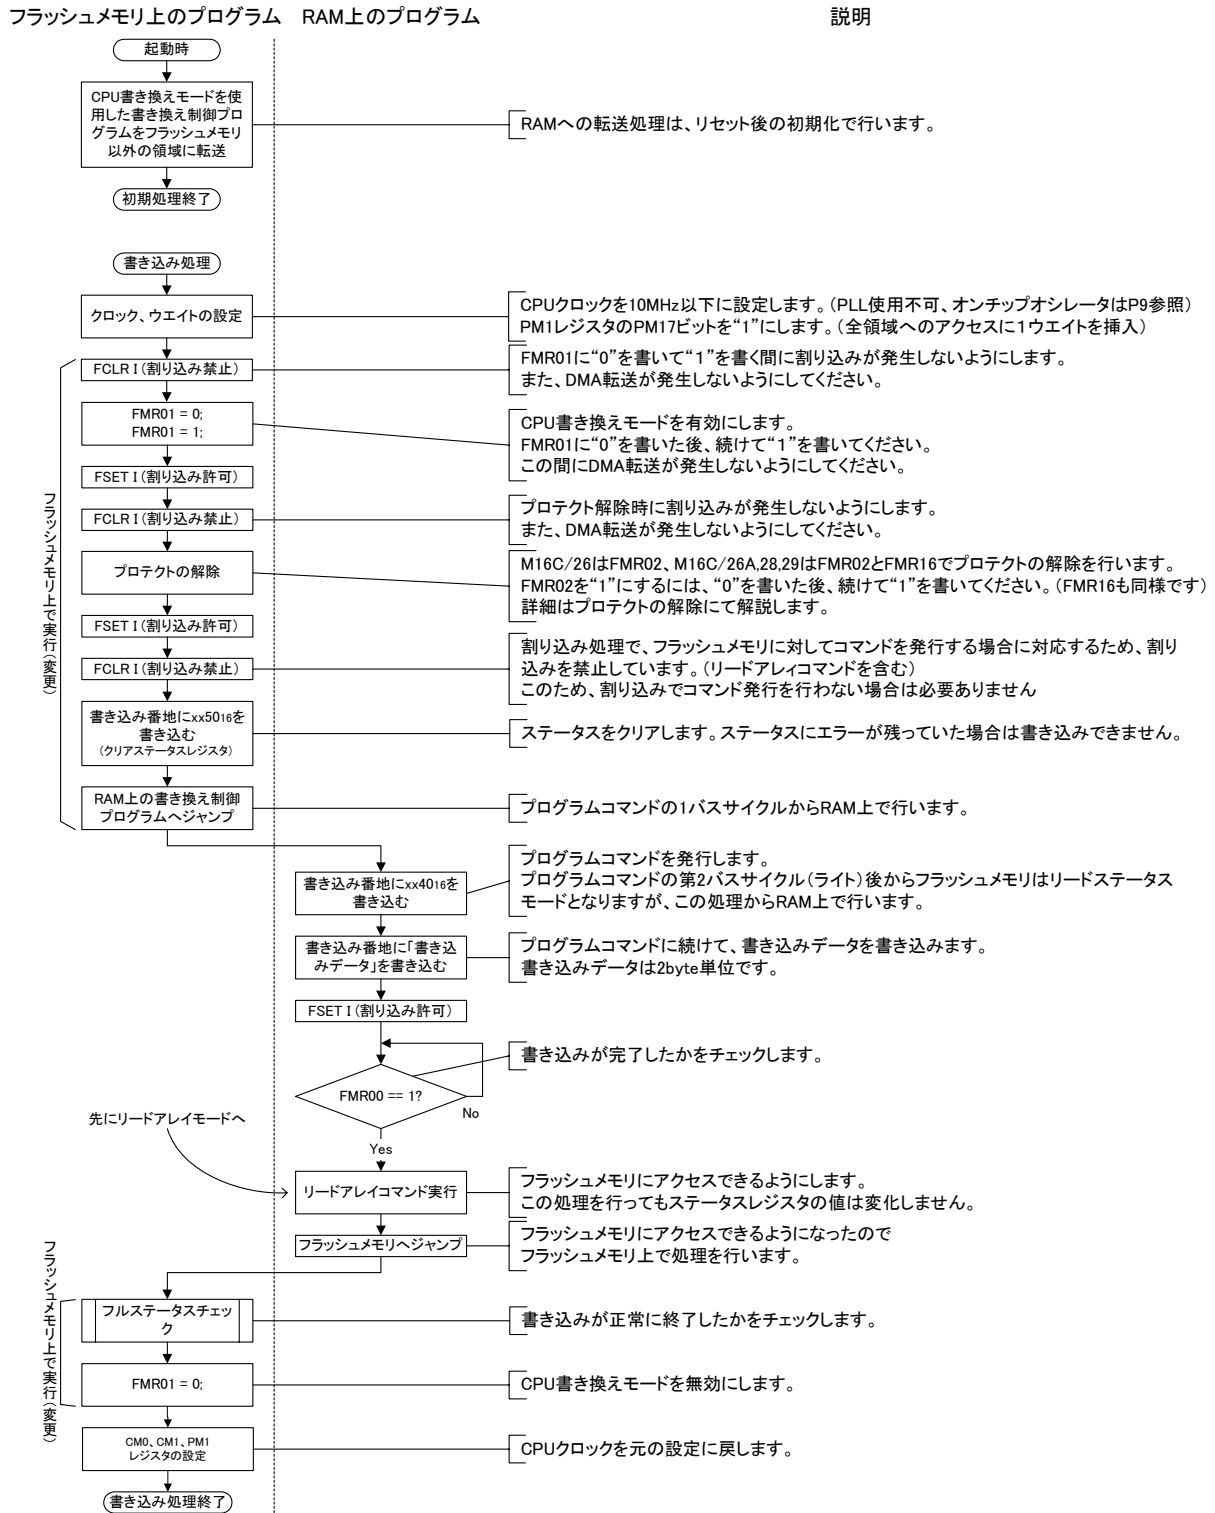 フラッシュメモリ上のプログラム
RAM上のプログラム
説明
起動時
CPU書き換えモードを使
用した書き換え制御プロ
グラムをフラッシュメモリ
以外の領域に転送
RAMへの転送処理は、リセット後の初期化で行います。
初期処理終了
書き込み処理
クロック、ウエイトの設定
CPUクロックを10MHz以下に設定します。（PLL使用不可、オンチップオシレータはP9参照）
PM1レジスタのPM17ビットを“1”にします。（全領域へのアクセスに１ウエイトを挿入）
フラッシュメモリ上で実行（変更）
FCLR I（割り込み禁止）
FMR01に“0”を書いて“1”を書く間に割り込みが発生しないようにします。
また、DMA転送が発生しないようにしてください。
FMR01 = 0;
FMR01 = 1;
CPU書き換えモードを有効にします。
FMR01に“0”を書いた後、続けて“1”を書いてください。
この間にDMA転送が発生しないようにしてください。
FSET I（割り込み許可）
FCLR I（割り込み禁止）
プロテクト解除時に割り込みが発生しないようにします。
また、DMA転送が発生しないようにしてください。
プロテクトの解除
M16C/26はFMR02、M16C/26A,28,29はFMR02とFMR16でプロテクトの解除を行います。
FMR02を“1”にするには、“0”を書いた後、続けて“1”を書いてください。（FMR16も同様です）
詳細はプロテクトの解除にて解説します。
FSET I（割り込み許可）
FCLR I（割り込み禁止）
割り込み処理で、フラッシュメモリに対してコマンドを発行する場合に対応するため、割り
込みを禁止しています。（リードアレィコマンドを含む）
このため、割り込みでコマンド発行を行わない場合は必要ありません
書き込み番地にxx5016を
書き込む
（クリアステータスレジスタ）
ステータスをクリアします。ステータスにエラーが残っていた場合は書き込みできません。
RAM上の書き換え制御
プログラムへジャンプ
プログラムコマンドの1バスサイクルからRAM上で行います。
書き込み番地にxx4016を
書き込む
プログラムコマンドを発行します。
プログラムコマンドの第2バスサイクル（ライト）後からフラッシュメモリはリードステータス
モードとなりますが、この処理からRAM上で行います。
書き込み番地に「書き込
みデータ」を書き込む
プログラムコマンドに続けて、書き込みデータを書き込みます。
書き込みデータは2byte単位です。
FSET I（割り込み許可）
書き込みが完了したかをチェックします。
FMR00 == 1?
No
Yes
先にリードアレイモードへ
リードアレイコマンド実行
フラッシュメモリにアクセスできるようにします。
この処理を行ってもステータスレジスタの値は変化しません。
フラッシュメモリへジャンプ
フラッシュメモリにアクセスできるようになったので
フラッシュメモリ上で処理を行います。
フラッシュメモリ上で実行（変更）
フルステータスチェッ
ク
書き込みが正常に終了したかをチェックします。
FMR01 = 0;
CPU書き換えモードを無効にします。
CM0、CM1、PM1
レジスタの設定
CPUクロックを元の設定に戻します。
書き込み処理終了